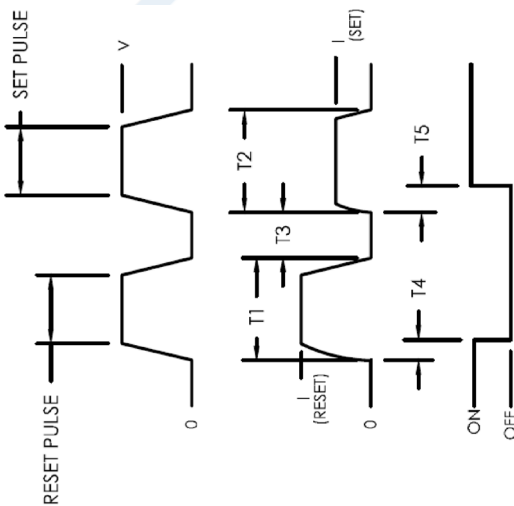 RESET PULSE
SET PULSE
V
0
T1
T3
T2
I
(RESET)
I
(SET)
0
T4
T5
ON
OFF